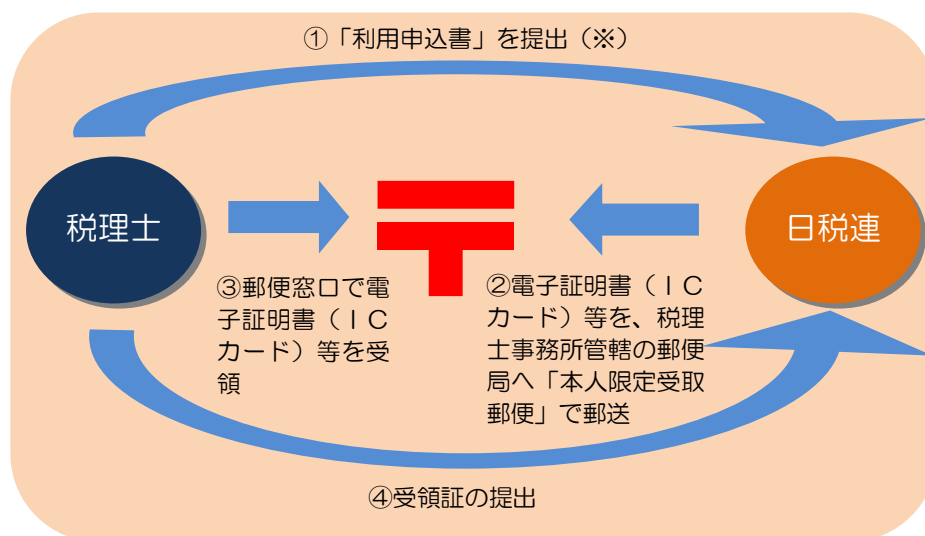 ①「利用申込書」を提出（※）
税理士
日税連
③郵便窓口で電
子証明書（ＩＣ
カード）等を受
領
②電子証明書（ＩＣ
カード）等を、税理
士事務所管轄の郵便
局へ「本人限定受取
郵便」で郵送
④受領証の提出